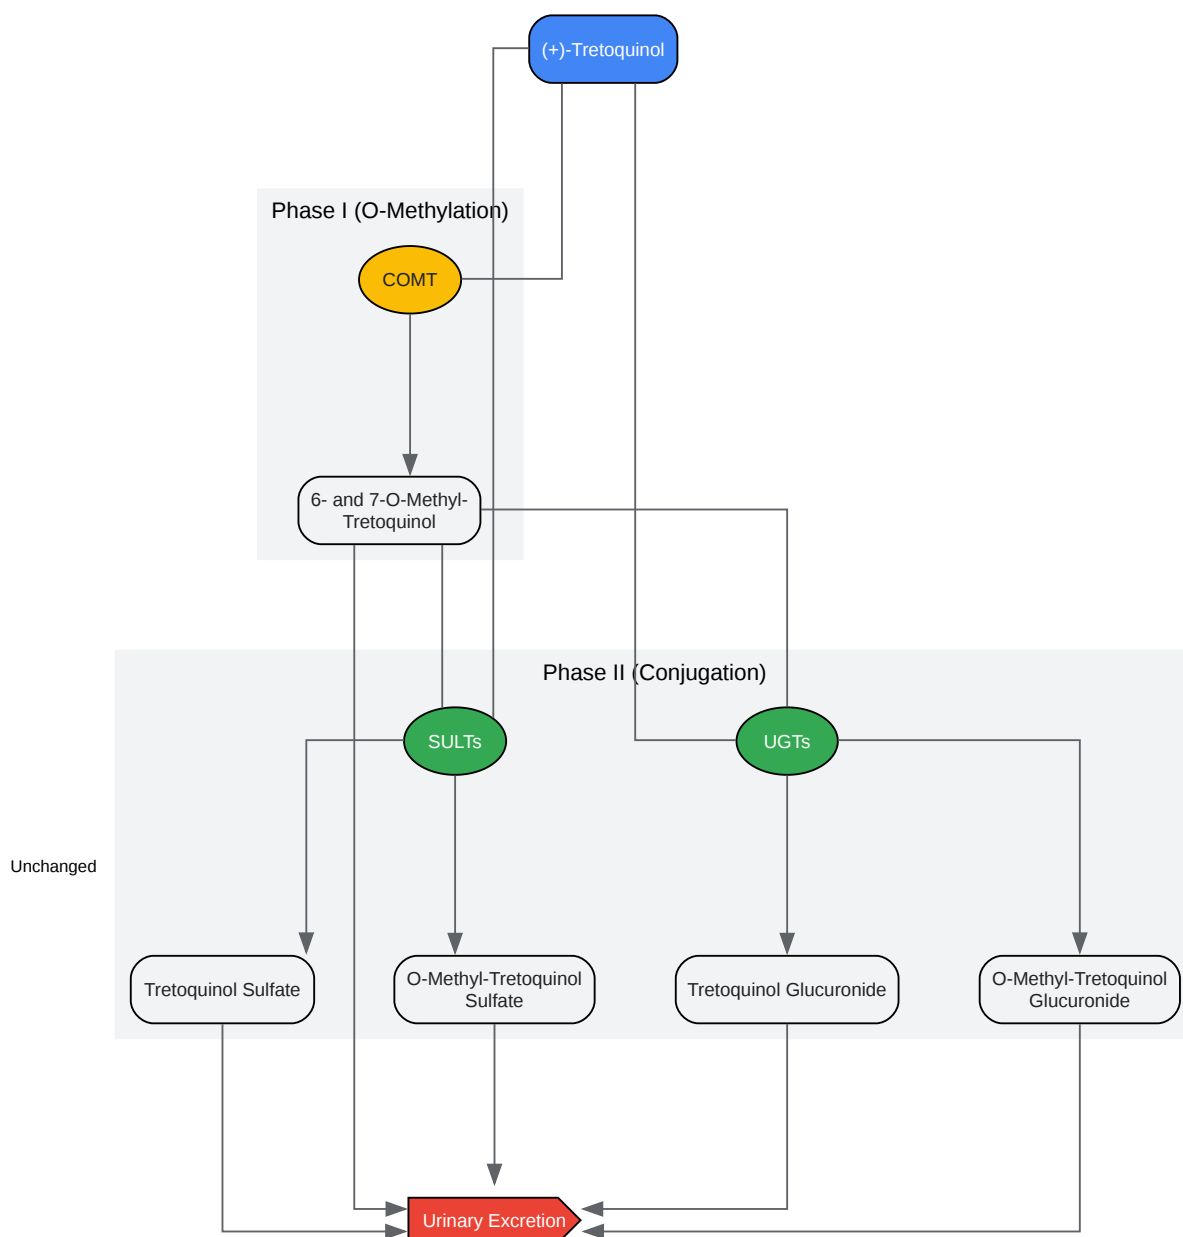 (+)-Tretoquinol
Phase I (O-Methylation)
COMT
6- and 7-O-Methyl-
Tretoquinol
Phase II (Conjugation)
SULTs
UGTs
Unchanged
Tretoquinol Sulfate
O-Methyl-Tretoquinol
Sulfate
Tretoquinol Glucuronide
O-Methyl-Tretoquinol
Glucuronide
Urinary Excretion